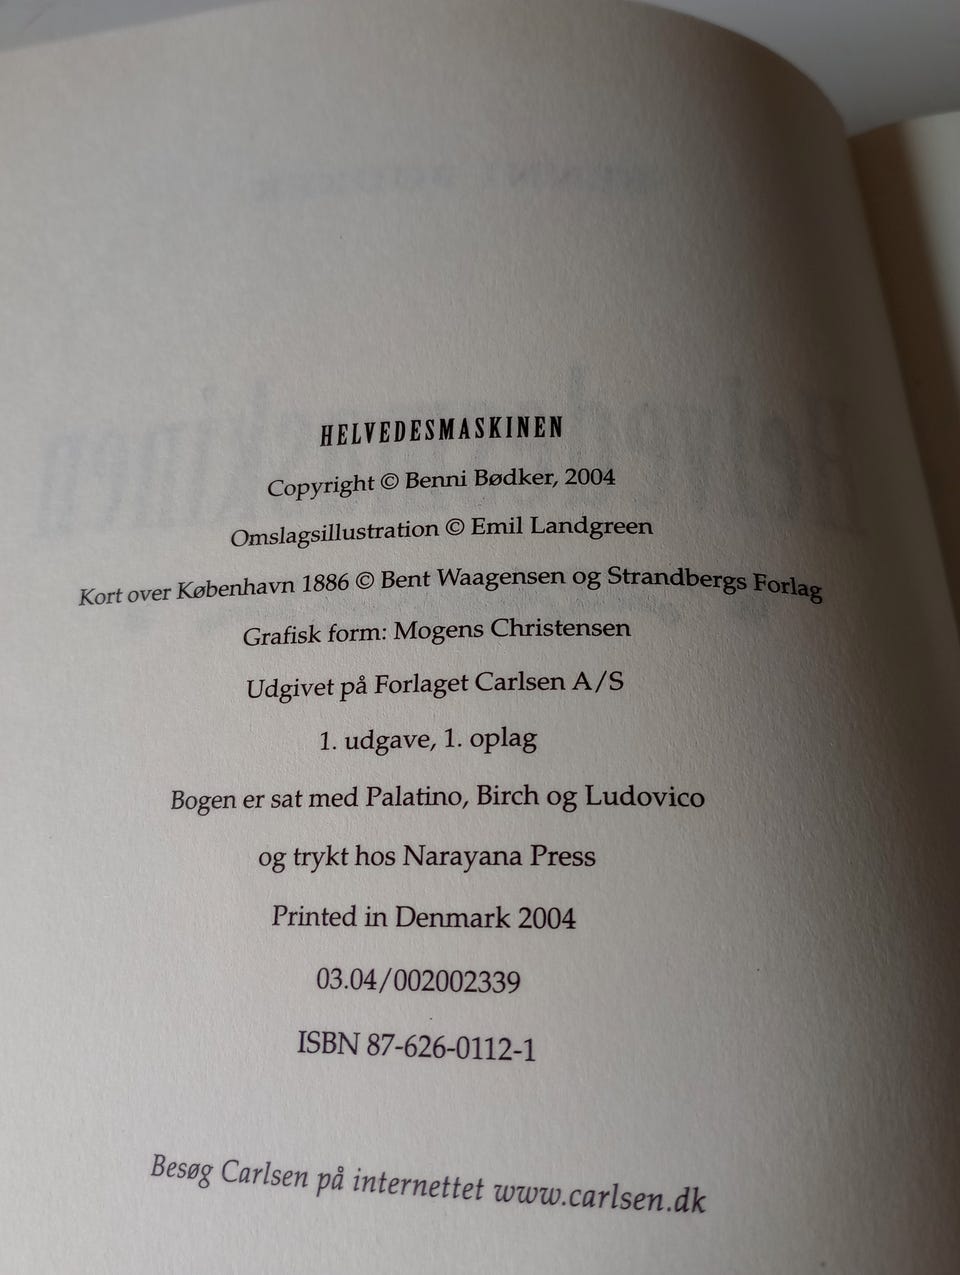 HELVEDESMASKINEN
Copyright © Benni Bødker, 2004
Omslagsillustration © Emil Landgreen
Kort over København 1886 © Bent Waagensen og Strandbergs Forlag
Grafisk form: Mogens Christensen
Udgivet på Forlaget Carlsen A/S
1. udgave, 1. oplag
Bogen er sat med Palatino, Birch og Ludovico
og trykt hos Narayana Press
Printed in Denmark 2004
03.04/002002339
ISBN 87-626-0112-1
Besøg Carlsen på internettet www.carlsen.dk